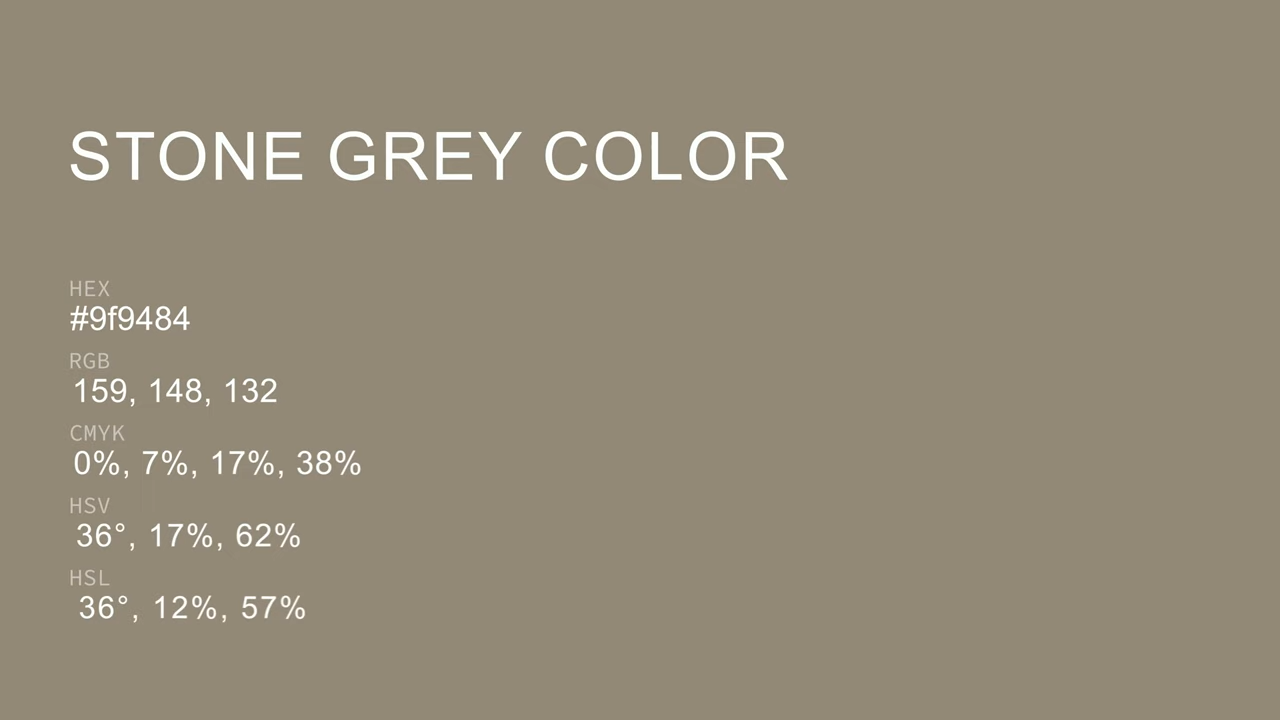 STONE GREY COLOR
HEX
#9f9484
RGB
159, 148, 132
CMYK
0%, 7%, 17%, 38%
HSV
36°, 17%, 62%
HSL
36°, 12%, 57%